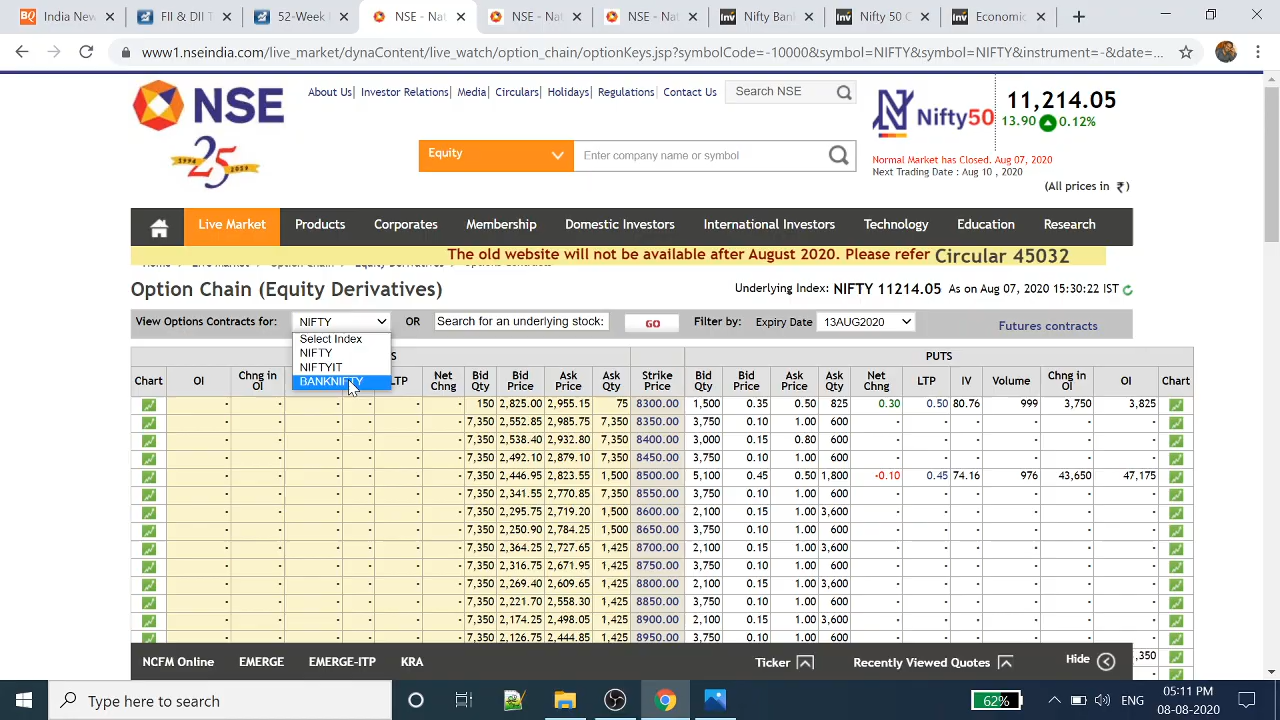 India New
FII & DII T
52-Week L
NSE - Nat
NSE - Nat
NSE - Nat
Nifty Ban
Nifty 50 C
Economic
www1.nseindia.com/live_market/dynaContent/live_watch/option_chain/optionKeys.jsp?symbolCode=-10000&symbol=NIFTY&symbol=NIFTY&instrument=-&date=...
NSE
1994 25 2019
About Us| Investor Relations| Media| Circulars| Holidays| Regulations| Contact Us
Search NSE
Nifty50
11,214.05
13.90 0.12%
Equity
Enter company name or symbol
Normal Market has Closed. Aug 07, 2020
Next Trading Date : Aug 10 , 2020
(All prices in ₹)
Live Market Products Corporates Membership Domestic Investors International Investors Technology Education Research
The old website will not be available after August 2020. Please refer Circular 45032
Option Chain (Equity Derivatives)
Underlying Index: NIFTY 11214.05 As on Aug 07, 2020 15:30:22 IST
View Options Contracts for: NIFTY OR Search for an underlying stock: GO Filter by: Expiry Date 13AUG2020 Futures contracts
Select Index
NIFTY
NIFTYIT
BANKNIFTY
S PUTS
Chart OI Chng in OI LTP Net Chng Bid Qty Bid Price Ask Price Ask Qty Strike Price Bid Qty Bid Price Ask Price Ask Qty Net Chng LTP IV Volume Chng in OI OI Chart
- - - - - - 150 2,825.00 2,955.15 75 8300.00 1,500 0.35 0.50 825 0.30 0.50 80.76 999 3,750 3,825
- - - - - - 7,350 2,552.85 2,985.75 7,350 8350.00 3,750 0.10 1.00 600 - - - - - -
- - - - - - 7,350 2,538.40 2,932.80 7,350 8400.00 3,000 0.15 0.80 600 - - - - - -
- - - - - - 7,350 2,492.10 2,879.10 7,350 8450.00 3,750 0.10 1.00 600 - - - - - -
- - - - - - 7,350 2,446.95 2,823.55 1,500 8500.00 5,100 0.45 0.50 1,800 -0.10 0.45 74.16 976 43,650 47,175
- - - - - - 7,350 2,341.55 2,770.85 7,350 8550.00 3,750 0.10 1.00 600 - - - - - -
- - - - - - 7,350 2,295.75 2,719.20 1,500 8600.00 2,100 0.15 1.00 3,600 - - - - - -
- - - - - - 7,350 2,250.90 2,784.25 1,500 8650.00 3,750 0.10 1.00 600 - - - - - -
- - - - - - 7,350 2,364.25 2,727.65 1,425 8700.00 2,100 0.15 1.00 3,600 - - - - - -
- - - - - - 7,350 2,316.75 2,671.95 1,425 8750.00 3,750 0.10 1.00 600 - - - - - -
- - - - - - 7,350 2,269.40 2,609.65 1,425 8800.00 2,100 0.15 1.00 3,600 - - - - - -
- - - - - - 7,350 2,221.70 2,558.30 1,425 8850.00 3,750 0.10 1.00 600 - - - - - -
- - - - - - 7,350 2,174.25 2,498.05 1,425 8900.00 2,100 0.15 1.00 3,600 - - - - - -
- - - - - - 7,350 2,126.75 2,444.85 1,425 8950.00 3,750 0.10 1.00 600 - - - - - -
,350
NCFM Online EMERGE EMERGE-ITP KRA Ticker Recently Viewed Quotes Hide
Type here to search
62%
ENG
05:11 PM
08-08-2020